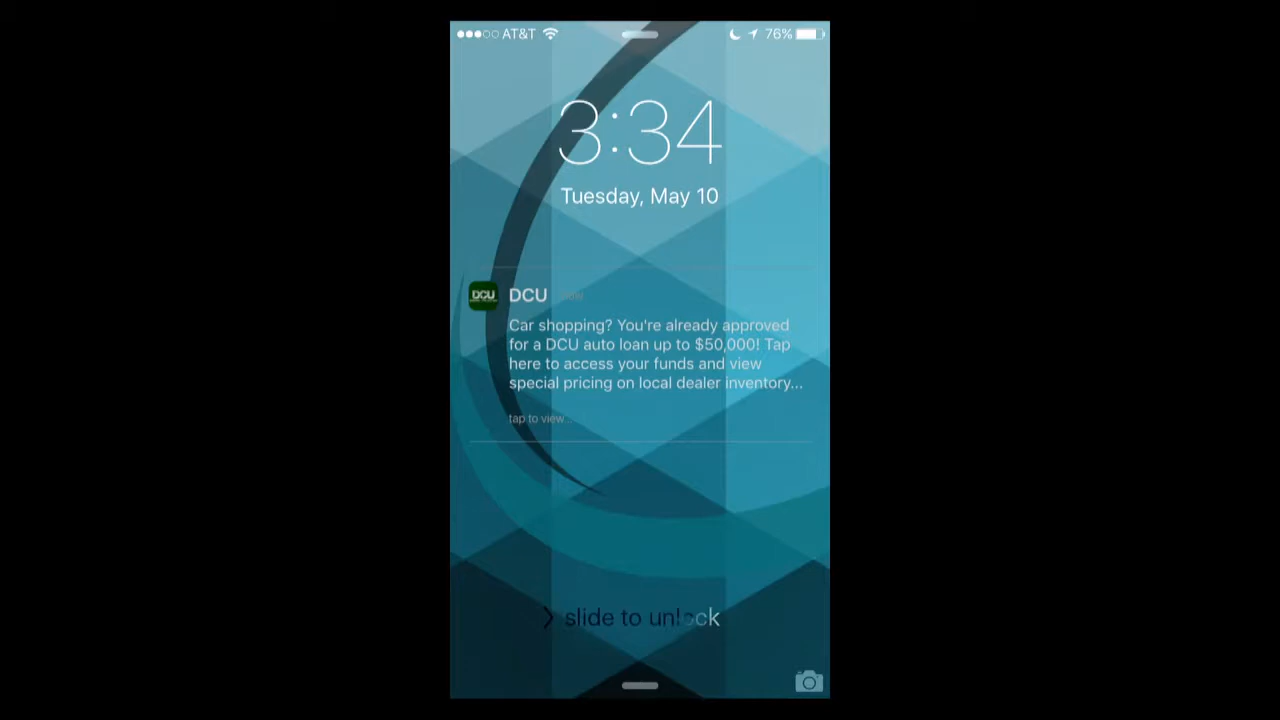 AT&T 76%
3:34
Tuesday, May 10
DCU
DCU now
Car shopping? You're already approved
for a DCU auto loan up to $50,000! Tap
here to access your funds and view
special pricing on local dealer inventory...
tap to view...
slide to unlock